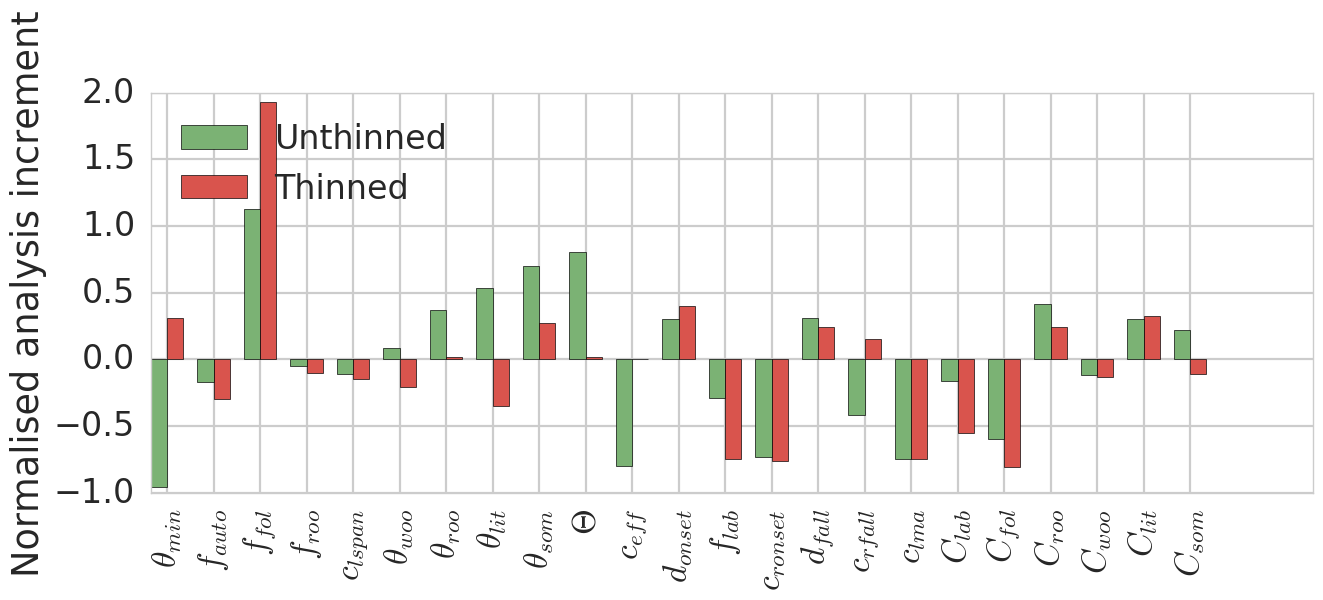 Normalised analysis increment
2.0
1.5
1.0
0.5
0.0
−0.5
−1.0
Unthinned
Thinned
θ_min
f_auto
f_fol
f_roo
c_lspan
θ_woo
θ_roo
θ_lit
θ_som
Θ
c_eff
d_onset
f_lab
c_ronset
d_fall
c_rfall
c_lma
C_lab
C_fol
C_roo
C_woo
C_lit
C_som